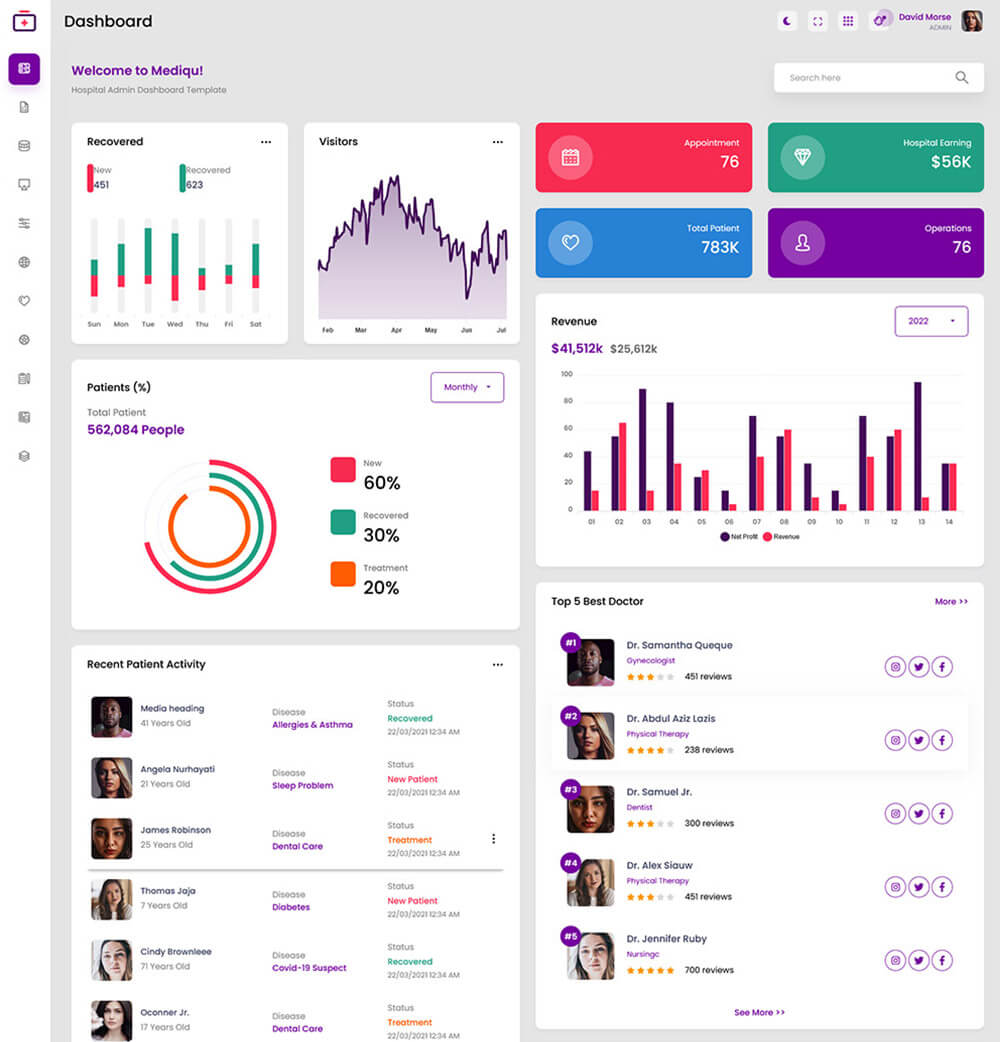 Dashboard
David Morse
ADMIN
Welcome to Mediqu!
Hospital Admin Dashboard Template
Search here
Recovered
New
451
Recovered
623
Sun Mon Tue Wed Thu Fri Sat
Visitors
Feb Mar Apr May Jun Jul
Appointment
76
Hospital Earning
$56K
Total Patient
783K
Operations
76
Patients (%)
Monthly
Total Patient
562,084 People
New
60%
Recovered
30%
Treatment
20%
Revenue
2022
$41,512k $25,612k
100
80
60
40
20
0
01 02 03 04 05 06 07 08 09 10 11 12 13 14
Net Profit Revenue
Recent Patient Activity
Media heading
41 Years Old
Disease
Allergies & Asthma
Status
Recovered
22/03/2021 12:34 AM
Angela Nurhayati
21 Years Old
Disease
Sleep Problem
Status
New Patient
22/03/2021 12:34 AM
James Robinson
25 Years Old
Disease
Dental Care
Status
Treatment
22/03/2021 12:34 AM
Thomas Jaja
7 Years Old
Disease
Diabetes
Status
New Patient
22/03/2021 12:34 AM
Cindy Brownleee
71 Years Old
Disease
Covid-19 Suspect
Status
Recovered
22/03/2021 12:34 AM
Oconner Jr.
17 Years Old
Disease
Dental Care
Status
Treatment
22/03/2021 12:34 AM
Top 5 Best Doctor
More >>
#1
Dr. Samantha Queque
Gynecologist
451 reviews
#2
Dr. Abdul Aziz Lazis
Physical Therapy
238 reviews
#3
Dr. Samuel Jr.
Dentist
300 reviews
#4
Dr. Alex Siauw
Physical Therapy
451 reviews
#5
Dr. Jennifer Ruby
Nursingc
700 reviews
See More >>